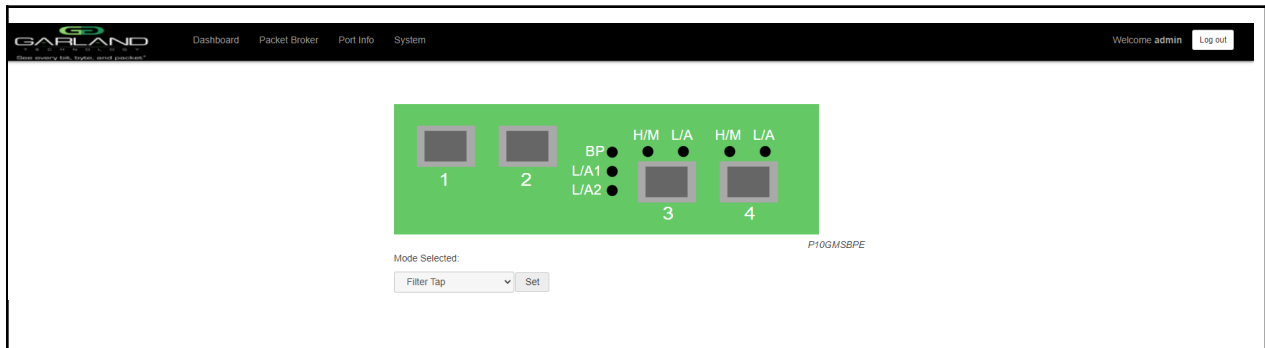 GARLAND
TECHNOLOGY
See every bit, byte, and packet®
Dashboard Packet Broker Port Info System
Welcome admin Log out
H/M L/A H/M L/A
BP
L/A1
L/A2
1 2
3 4
P10GMSBPE
Mode Selected:
Filter Tap Set